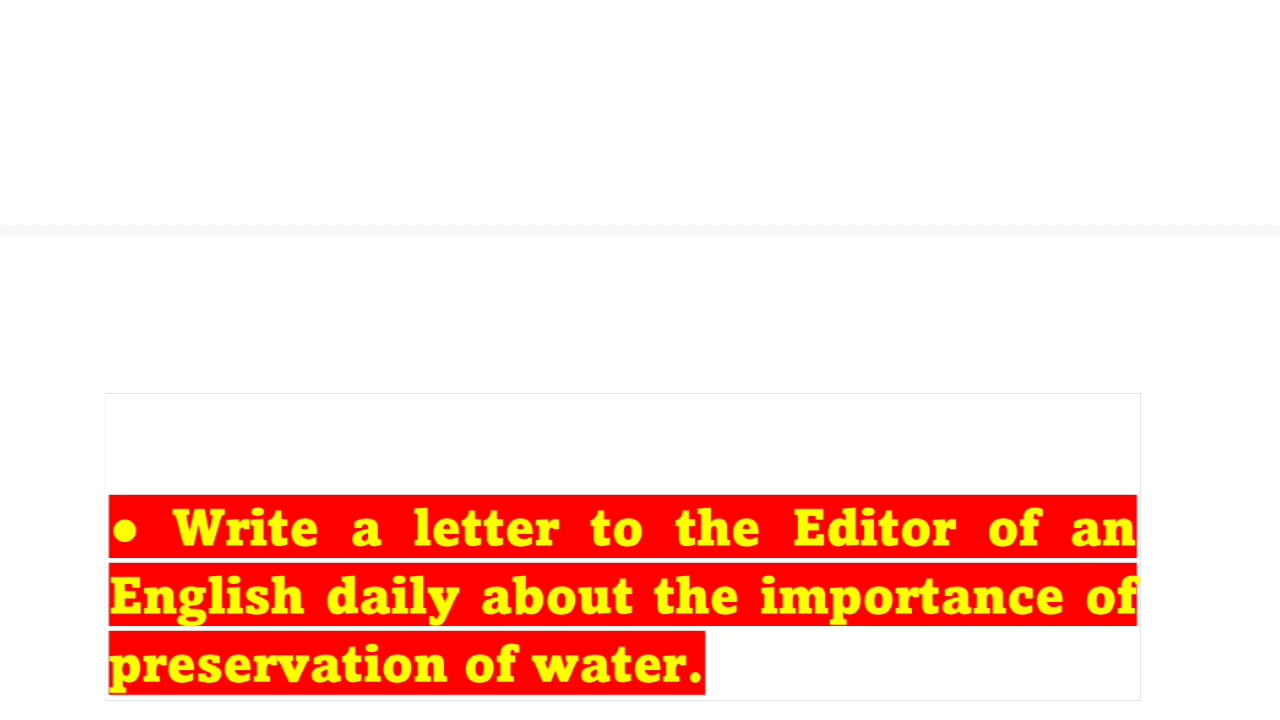 ● Write a letter to the Editor of an
English daily about the importance of
preservation of water.